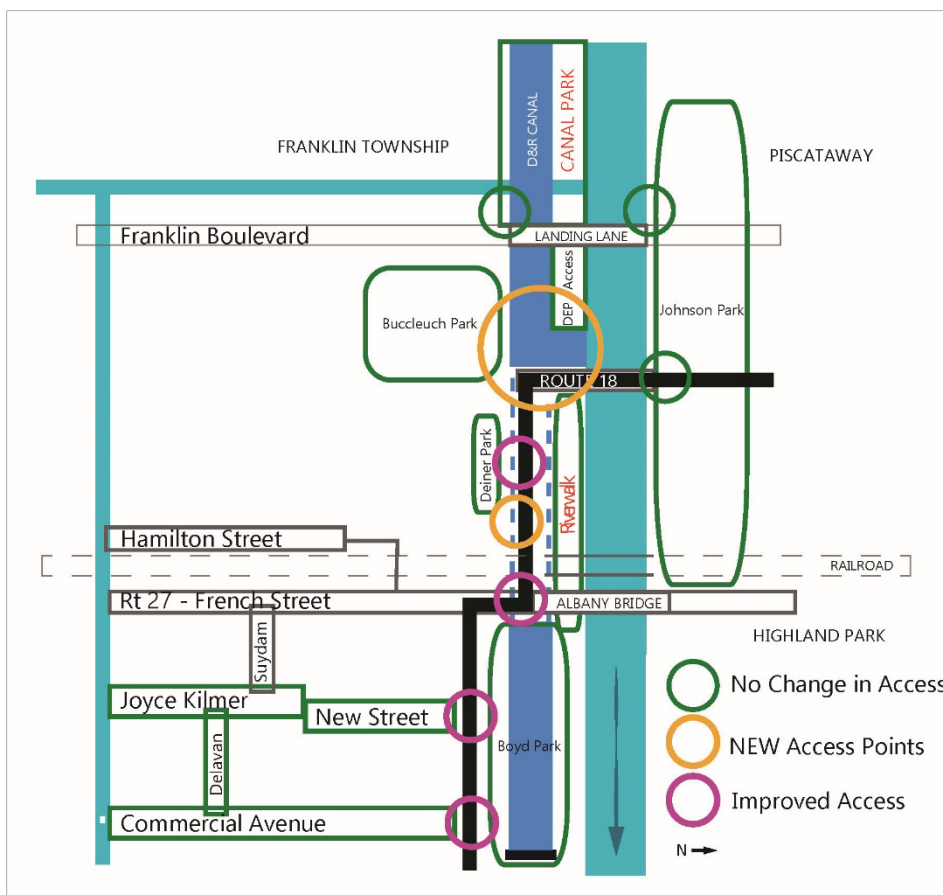 D&R CANAL
CANAL PARK
FRANKLIN TOWNSHIP
PISCATAWAY
Franklin Boulevard
LANDING LANE
DEP Access
Buccleuch Park
Johnson Park
ROUTE 18
Deiner Park
Riverwalk
Hamilton Street
RAILROAD
Rt 27 - French Street
ALBANY BRIDGE
Suydam
HIGHLAND PARK
No Change in Access
Joyce Kilmer
New Street
NEW Access Points
Boyd Park
Delavan
Improved Access
Commercial Avenue
N